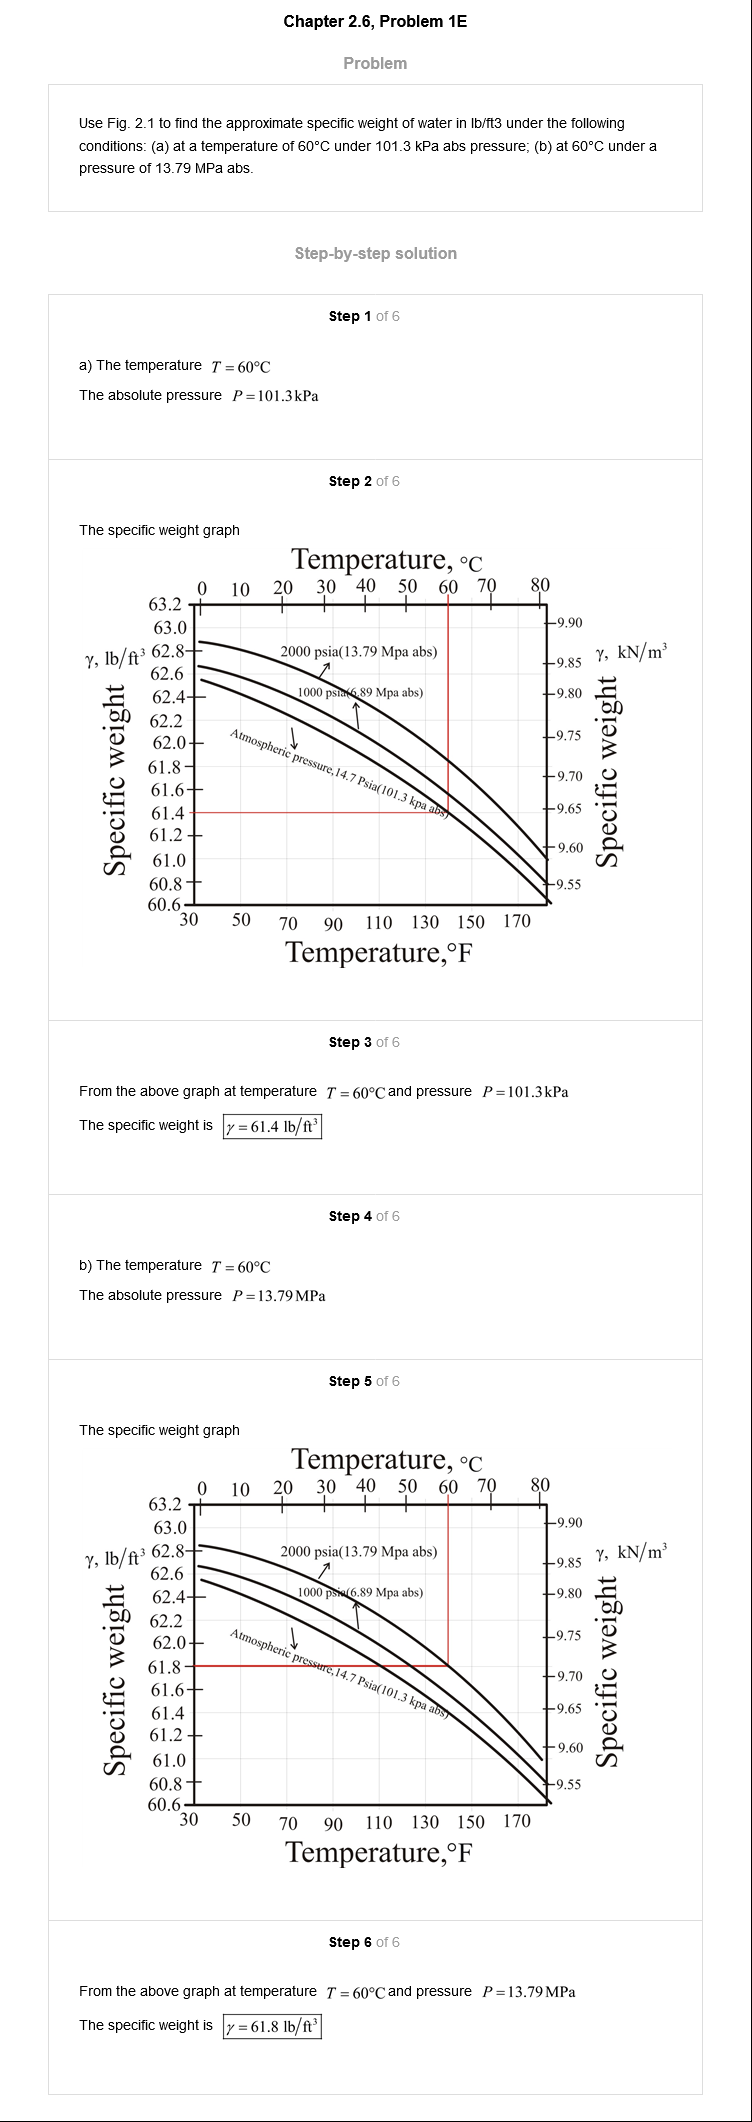 Chapter 2.6, Problem 1E
Problem
Use Fig. 2.1 to find the approximate specific weight of water in lb/ft3 under the following
conditions: (a) at a temperature of 60°C under 101.3 kPa abs pressure; (b) at 60°C under a
pressure of 13.79 MPa abs.
Step-by-step solution
Step 1 of 6
a) The temperature T = 60°C
The absolute pressure P = 101.3 kPa
Step 2 of 6
The specific weight graph
Temperature, °C
0 10 20 30 40 50 60 70 80
63.2
63.0
62.8
62.6
62.4
62.2
62.0
61.8
61.6
61.4
61.2
61.0
60.8
60.6
γ, lb/ft³
Specific weight
2000 psia(13.79 Mpa abs)
1000 psia(6.89 Mpa abs)
Atmospheric pressure,14.7 Psia(101.3 kpa abs)
9.90
9.85
9.80
9.75
9.70
9.65
9.60
9.55
γ, kN/m³
Specific weight
30 50 70 90 110 130 150 170
Temperature,°F
Step 3 of 6
From the above graph at temperature T = 60°C and pressure P = 101.3 kPa
The specific weight is γ = 61.4 lb/ft³
Step 4 of 6
b) The temperature T = 60°C
The absolute pressure P = 13.79 MPa
Step 5 of 6
The specific weight graph
Temperature, °C
0 10 20 30 40 50 60 70 80
63.2
63.0
62.8
62.6
62.4
62.2
62.0
61.8
61.6
61.4
61.2
61.0
60.8
60.6
γ, lb/ft³
Specific weight
2000 psia(13.79 Mpa abs)
1000 psia(6.89 Mpa abs)
Atmospheric pressure,14.7 Psia(101.3 kpa abs)
9.90
9.85
9.80
9.75
9.70
9.65
9.60
9.55
γ, kN/m³
Specific weight
30 50 70 90 110 130 150 170
Temperature,°F
Step 6 of 6
From the above graph at temperature T = 60°C and pressure P = 13.79 MPa
The specific weight is γ = 61.8 lb/ft³